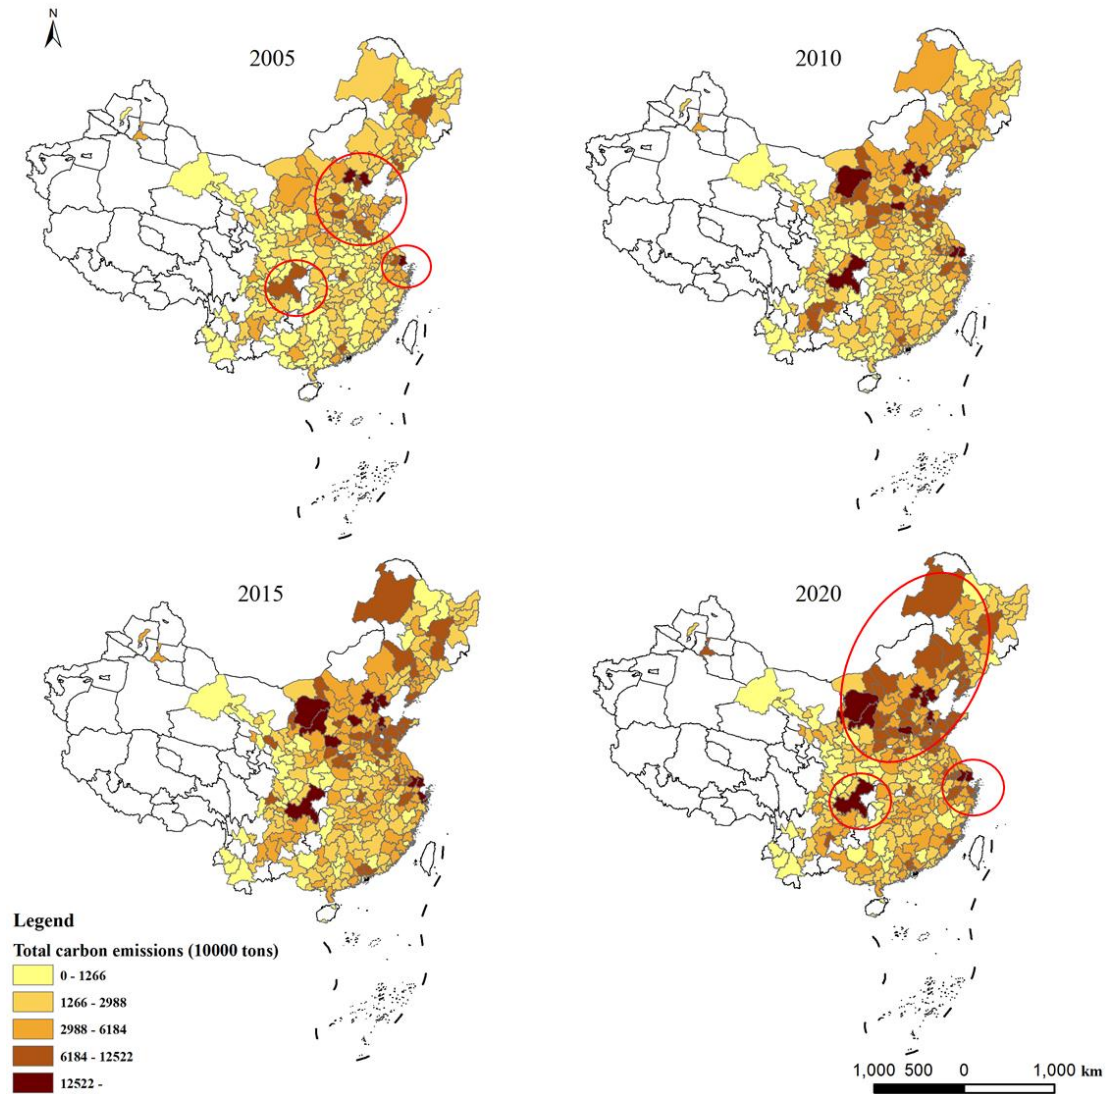 N
2005
2010
2015
2020
Legend
Total carbon emissions (10000 tons)
0 - 1266
1266 - 2988
2988 - 6184
6184 - 12522
12522 -
1,000 500 0 1,000 km